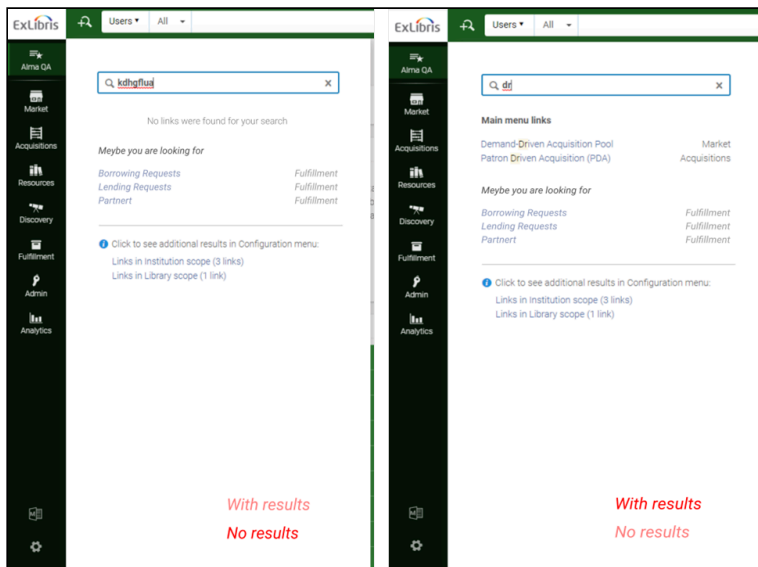 ExLibris
Users
All
Alma QA
Market
Acquisitions
Resources
Discovery
Fulfillment
Admin
Analytics
kdhgflua
No links were found for your search
Meybe you are looking for
Borrowing Requests Fulfillment
Lending Requests Fulfillment
Partnert Fulfillment
Click to see additional results in Configuration menu:
Links in Institution scope (3 links)
Links in Library scope (1 link)
With results
No results
ExLibris
Users
All
Alma QA
Market
Acquisitions
Resources
Discovery
Fulfillment
Admin
Analytics
dr
Main menu links
Demand-Driven Acquisition Pool Market
Patron Driven Acquisition (PDA) Acquisitions
Meybe you are looking for
Borrowing Requests Fulfillment
Lending Requests Fulfillment
Partnert Fulfillment
Click to see additional results in Configuration menu:
Links in Institution scope (3 links)
Links in Library scope (1 link)
With results
No results